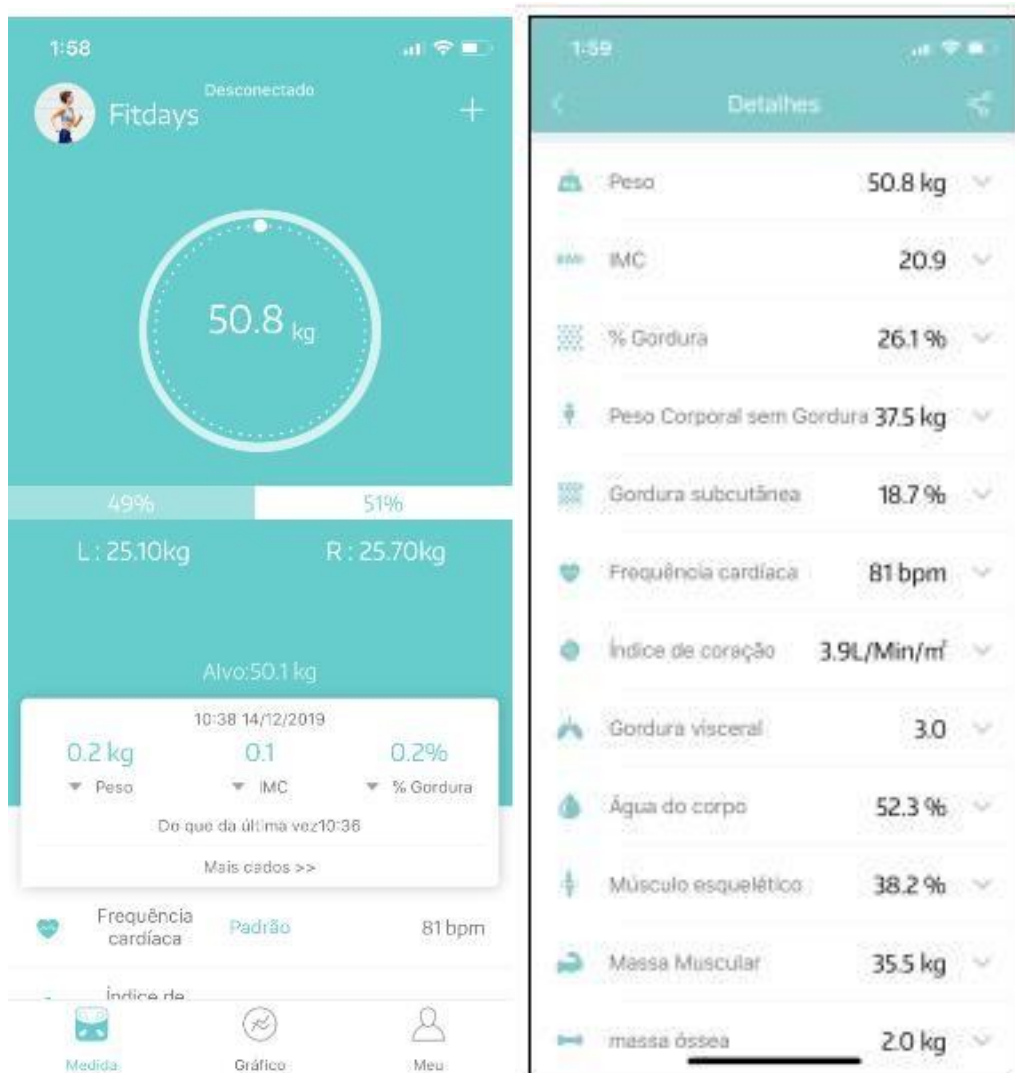 1:58
Desconectado
Fitdays
50.8 kg
49% 51%
L : 25.10kg R : 25.70kg
Alvo:50.1 kg
10:38 14/12/2019
0.2 kg 0.1 0.2%
Peso IMC % Gordura
Do que da última vez10:36
Mais dados >>
Frequência
cardíaca Padrão 81 bpm
Índice de
Medida Gráfico Meu
1:59
Detalhes
Peso 50.8 kg
IMC 20.9
% Gordura 26.1 %
Peso Corporal sem Gordura 37.5 kg
Gordura subcutânea 18.7 %
Frequência cardíaca 81 bpm
Índice de coração 3.9L/Min/㎡
Gordura visceral 3.0
Água do corpo 52.3 %
Músculo esquelético 38.2 %
Massa Muscular 35.5 kg
massa óssea 2.0 kg